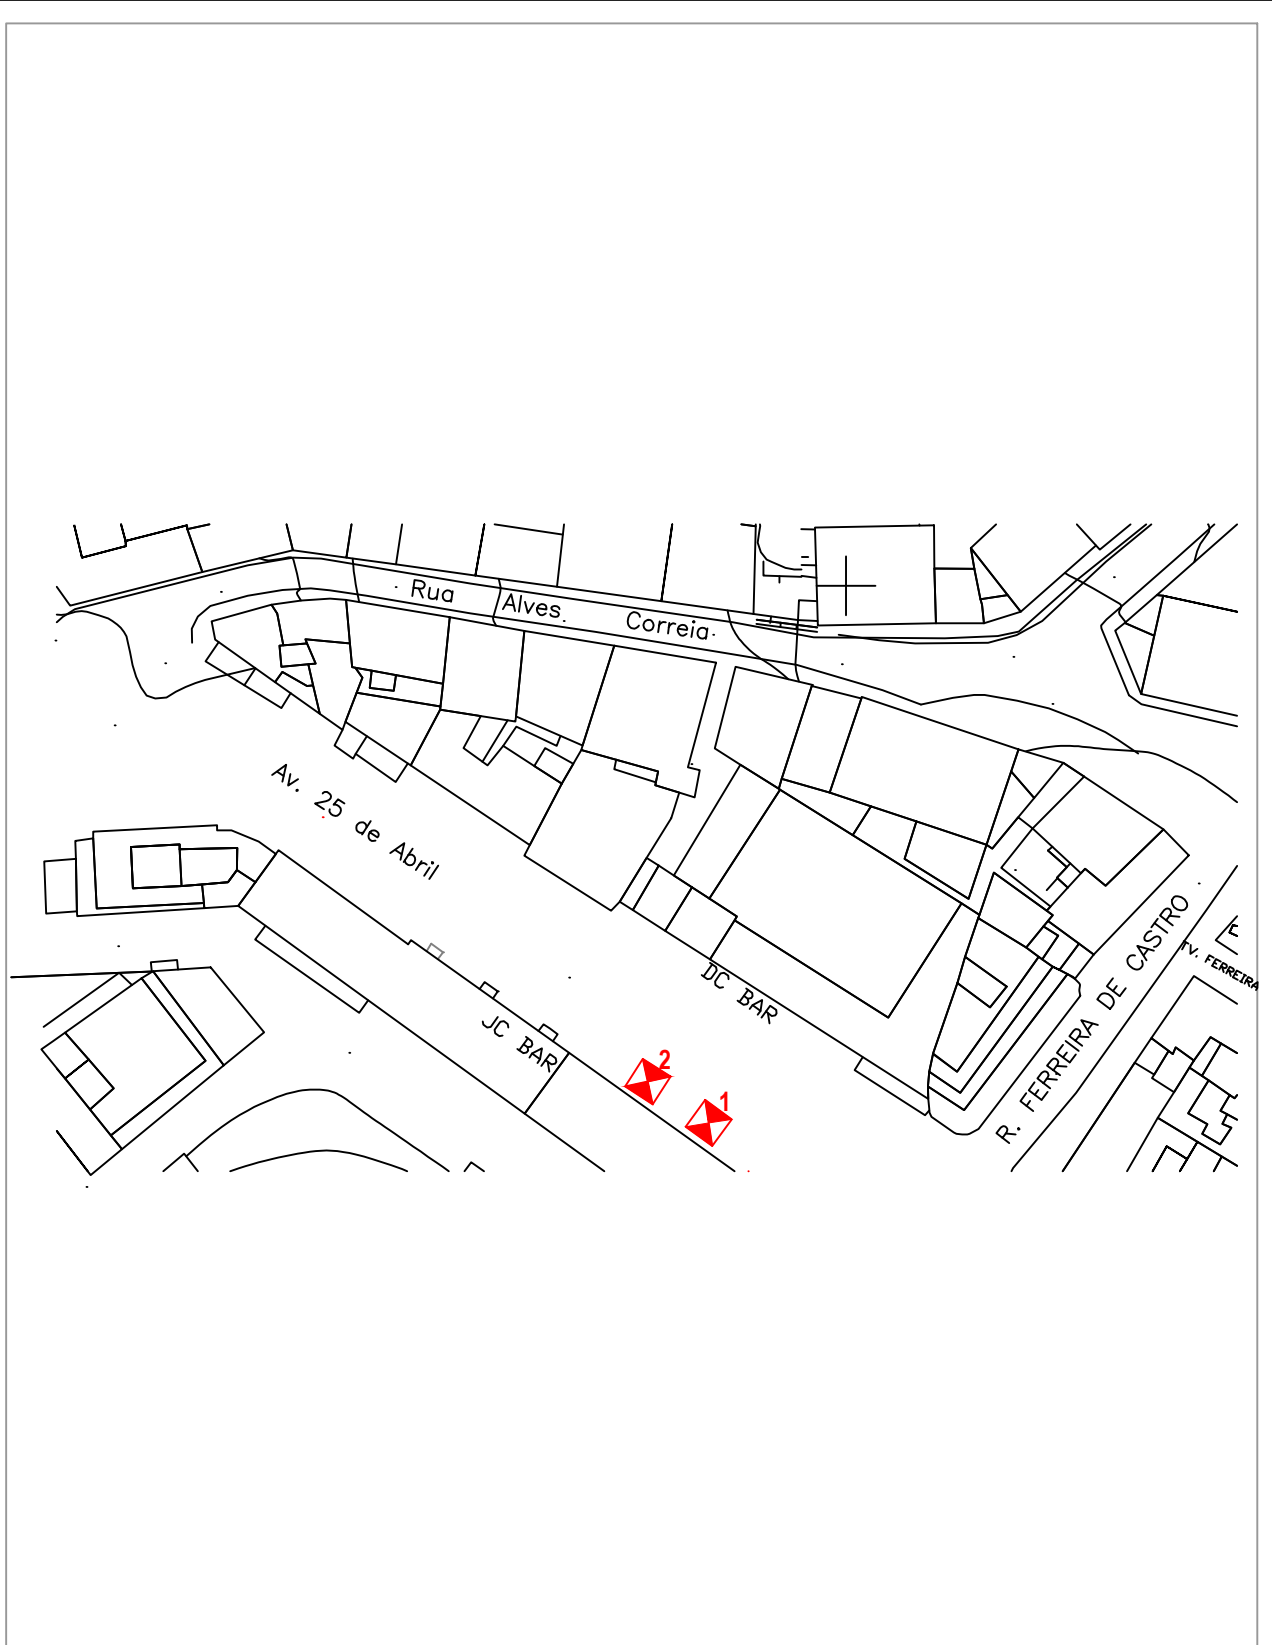 Rua Alves Correia
Av. 25 de Abril
R. FERREIRA DE CASTRO
TV. FERREIRA
DC BAR
JC BAR
2
1